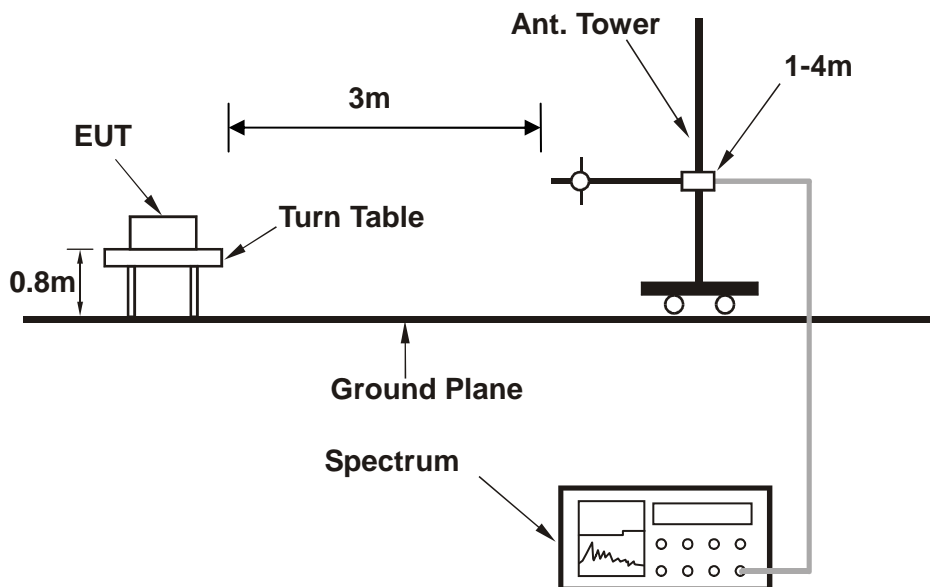 Ant. Tower
1-4m
3m
EUT
Turn Table
0.8m
Ground Plane
Spectrum